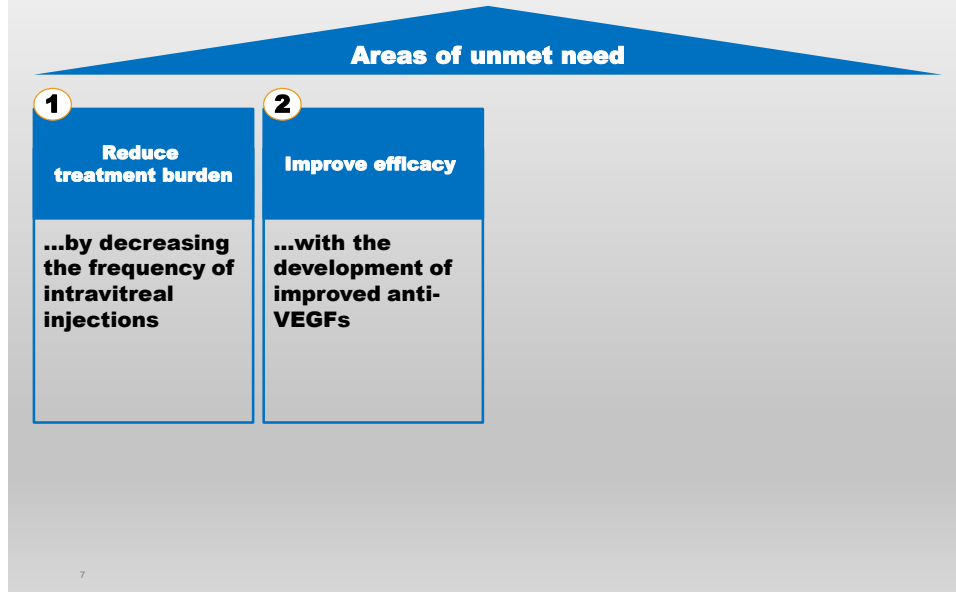 Areas of unmet need
1
Reduce
treatment burden
...by decreasing
the frequency of
intravitreal
injections
2
Improve efficacy
...with the
development of
improved anti-
VEGFs
7